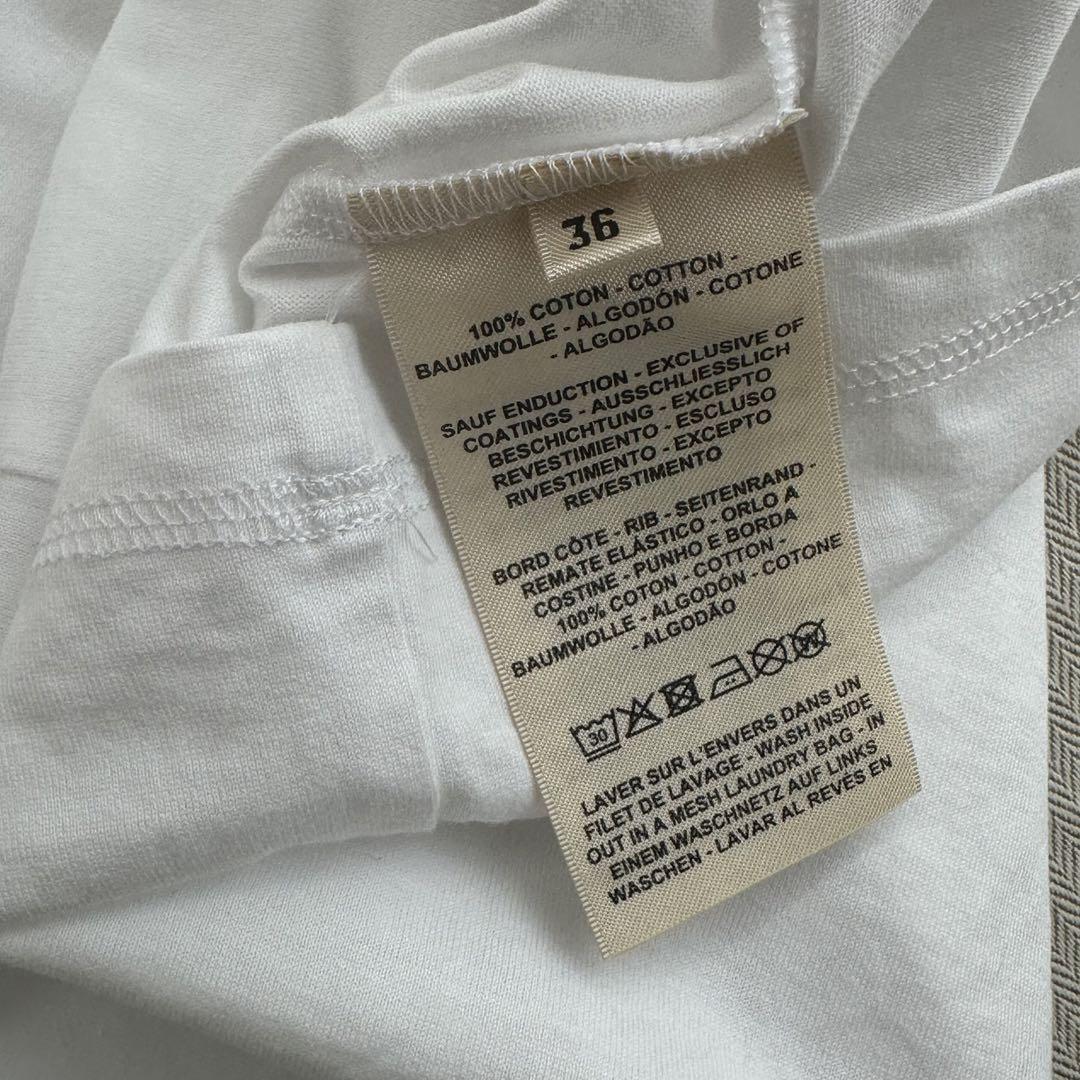 36
100% COTON - COTTON -
BAUMWOLLE - ALGODÓN - COTONE
- ALGODÃO
SAUF ENDUCTION - EXCLUSIVE OF
COATINGS - AUSSCHLIESSLICH
BESCHICHTUNG - EXCEPTO
REVESTIMIENTO - ESCLUSO
RIVESTIMENTO - EXCEPTO
REVESTIMENTO
BORD CÔTE - RIB - SEITENRAND -
REMATE ELÁSTICO - ORLO A
COSTINE - PUNHO E BORDA
100% COTON - COTTON -
BAUMWOLLE - ALGODÓN - COTONE
- ALGODÃO
30
LAVER SUR L'ENVERS DANS UN
FILET DE LAVAGE - WASH INSIDE
OUT IN A MESH LAUNDRY BAG - IN
EINEM WASCHNETZ AUF LINKS
WASCHEN - LAVAR AL REVES EN